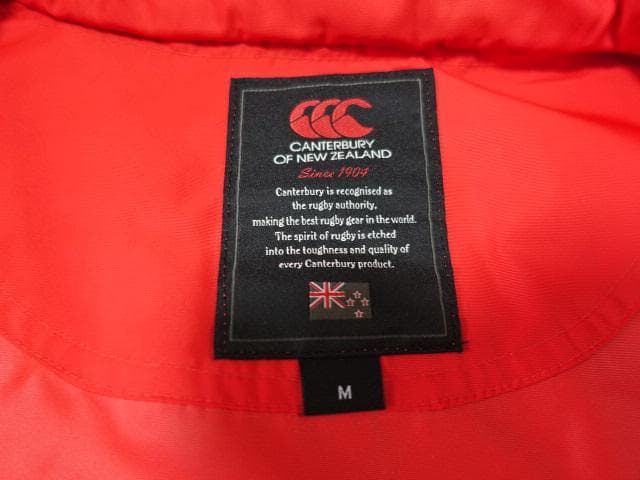 CANTERBURY
OF NEW ZEALAND
Since 1904
Canterbury is recognised as
the rugby authority,
making the best rugby gear in the world.
The spirit of rugby is etched
into the toughness and quality of
every Canterbury product.
M